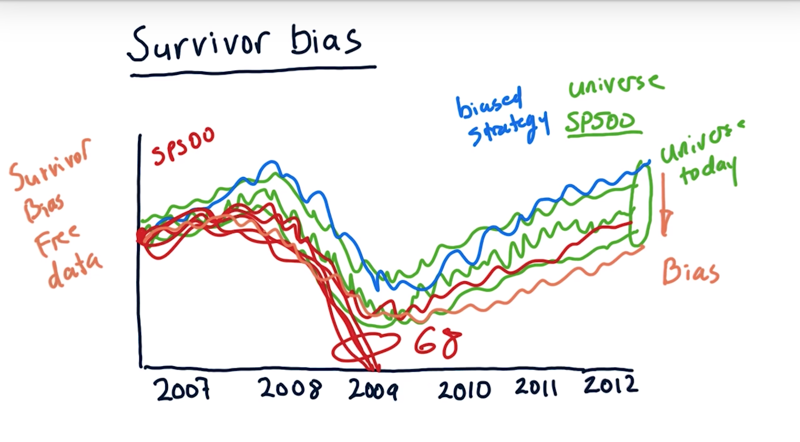 Survivor bias
biased
strategy
universe
SP500
SP500
Survivor
Bias
Free
data
universe
today
Bias
68
2007 2008 2009 2010 2011 2012